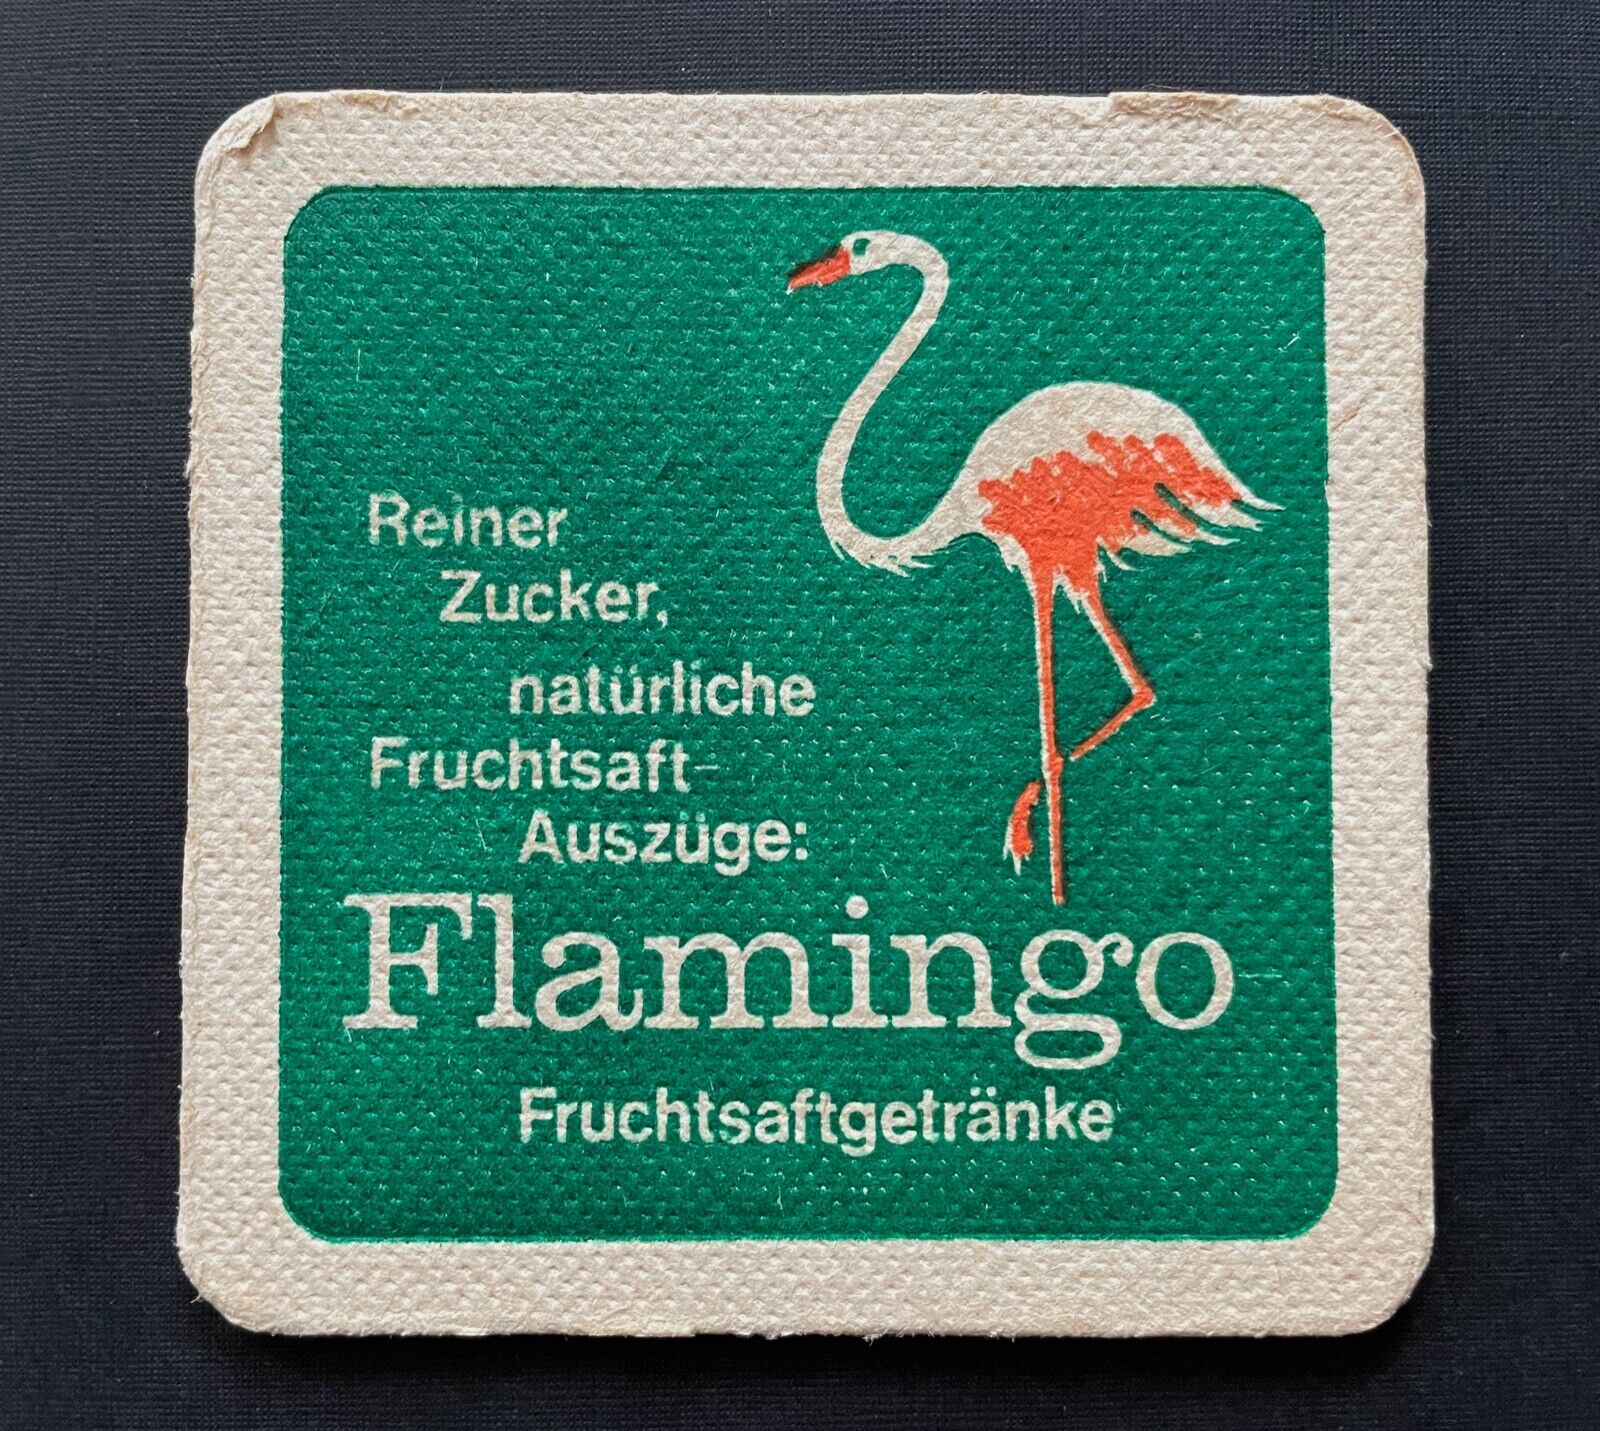 Reiner
Zucker,
natürliche
Fruchtsaft-
Auszüge:
Flamingo
Fruchtsaftgetränke